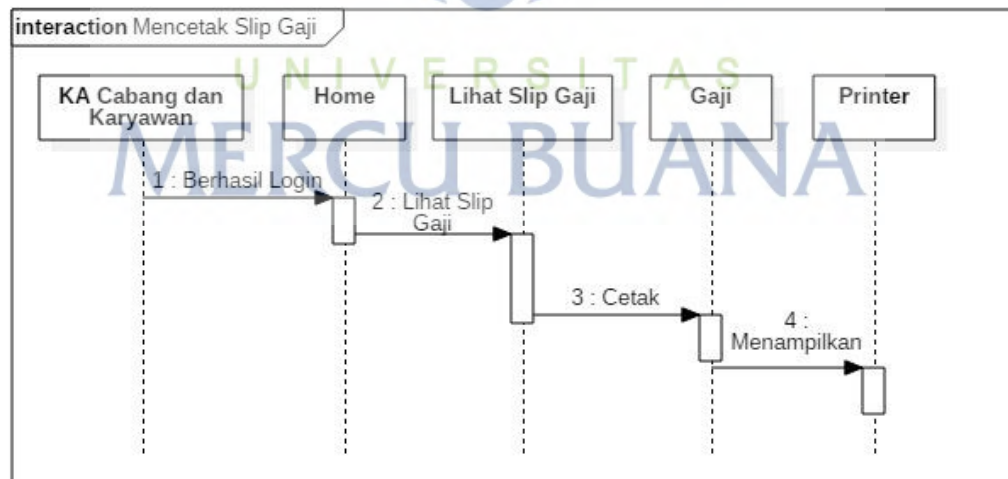 interaction Mencetak Slip Gaji
UNIVERSITAS
MERCU BUANA
KA Cabang dan
Karyawan
Home
Lihat Slip Gaji
Gaji
Printer
1 : Berhasil Login
2 : Lihat Slip
Gaji
3 : Cetak
4 :
Menampilkan